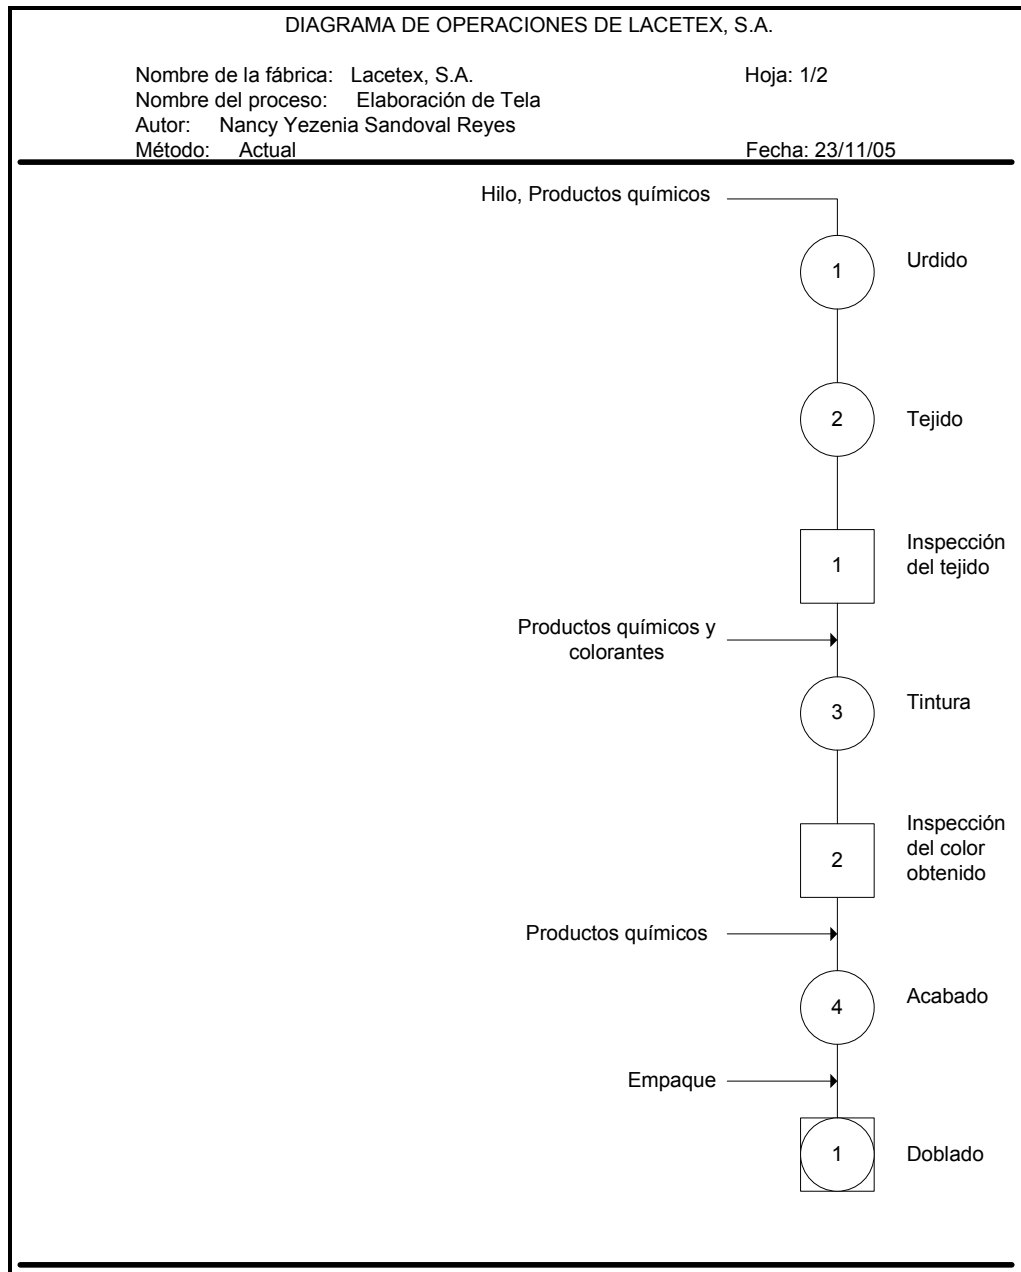 DIAGRAMA DE OPERACIONES DE LACETEX, S.A.
Nombre de la fábrica: Lacetex, S.A. Hoja: 1/2
Nombre del proceso: Elaboración de Tela
Autor: Nancy Yezenia Sandoval Reyes
Método: Actual Fecha: 23/11/05
Hilo, Productos químicos
1 Urdido
2 Tejido
1 Inspección
del tejido
Productos químicos y
colorantes
3 Tintura
2 Inspección
del color
obtenido
Productos químicos
4 Acabado
Empaque
1 Doblado